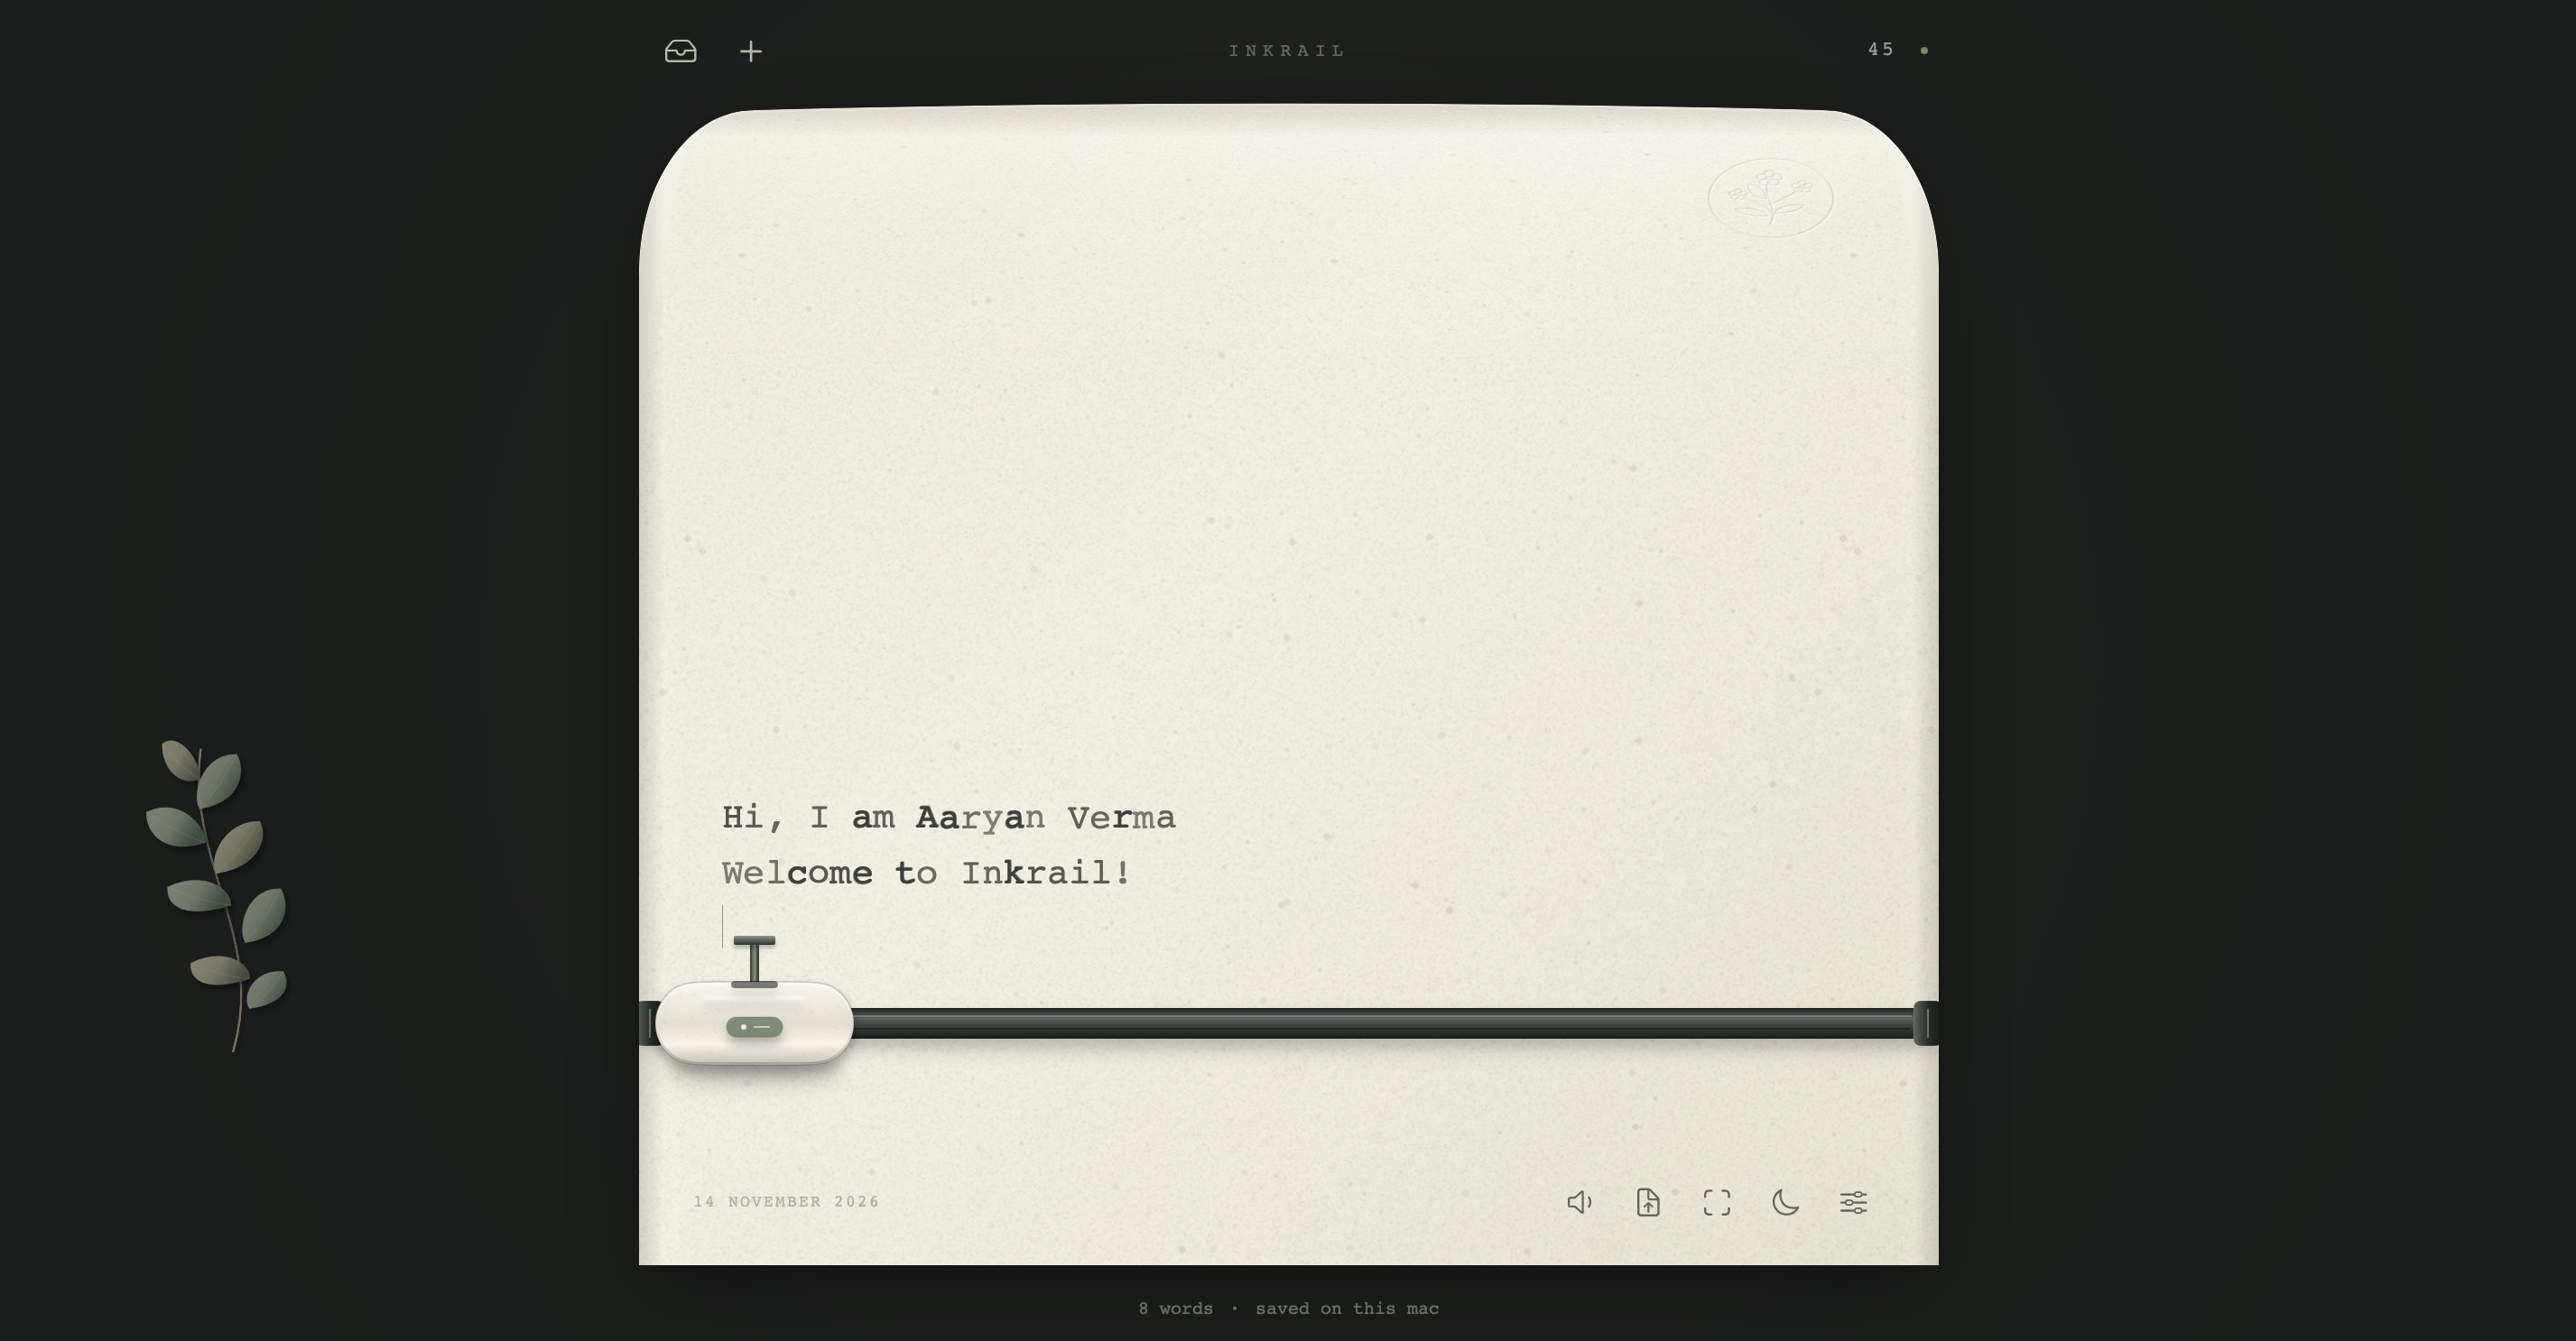 INKRAIL
45
Hi, I am Aaryan Verma
Welcome to Inkrail!
14 NOVEMBER 2026
8 words · saved on this mac